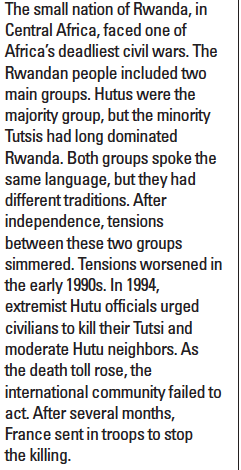 The small nation of Rwanda, in
Central Africa, faced one of
Africa's deadliest civil wars. The
Rwandan people included two
main groups. Hutus were the
majority group, but the minority
Tutsis had long dominated
Rwanda. Both groups spoke the
same language, but they had
different traditions. After
independence, tensions
between these two groups
simmered. Tensions worsened in
the early 1990s. In 1994,
extremist Hutu officials urged
civilians to kill their Tutsi and
moderate Hutu neighbors. As
the death toll rose, the
international community failed to
act. After several months,
France sent in troops to stop
the killing.